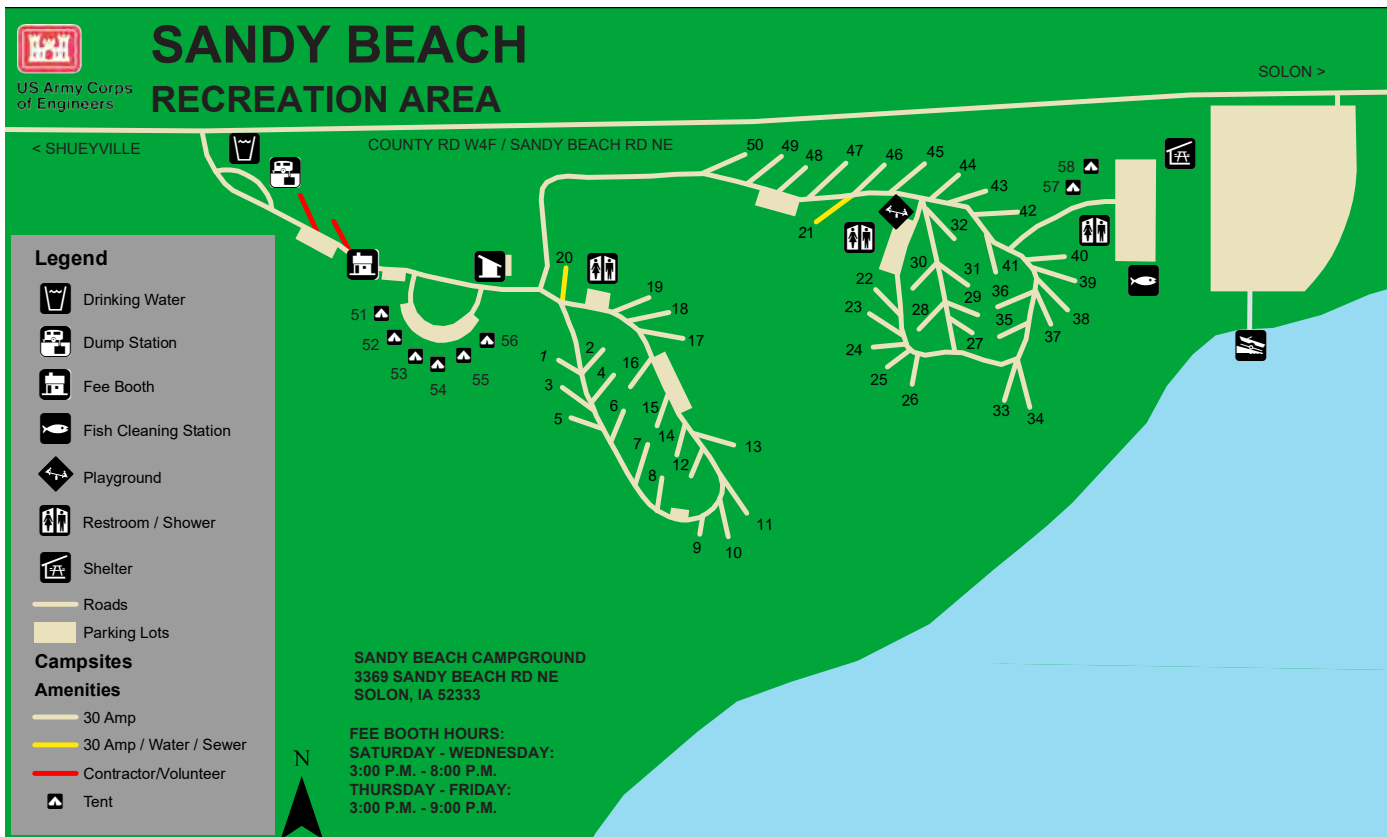 SANDY BEACH
RECREATION AREA
US Army Corps
of Engineers
SOLON >
< SHUEYVILLE
COUNTY RD W4F / SANDY BEACH RD NE
50
49
48
47
46
45
44
43
42
58
57
32
21
20
19
18
17
22
23
24
25
26
30
31
28
29
27
41
40
39
38
37
36
35
33
34
51
52
53
54
55
56
1
2
3
4
5
6
7
8
16
15
14
12
13
11
10
9
Legend
Drinking Water
Dump Station
Fee Booth
Fish Cleaning Station
Playground
Restroom / Shower
Shelter
Roads
Parking Lots
Campsites
Amenities
30 Amp
30 Amp / Water / Sewer
Contractor/Volunteer
Tent
N
SANDY BEACH CAMPGROUND
3369 SANDY BEACH RD NE
SOLON, IA 52333
FEE BOOTH HOURS:
SATURDAY - WEDNESDAY:
3:00 P.M. - 8:00 P.M.
THURSDAY - FRIDAY:
3:00 P.M. - 9:00 P.M.